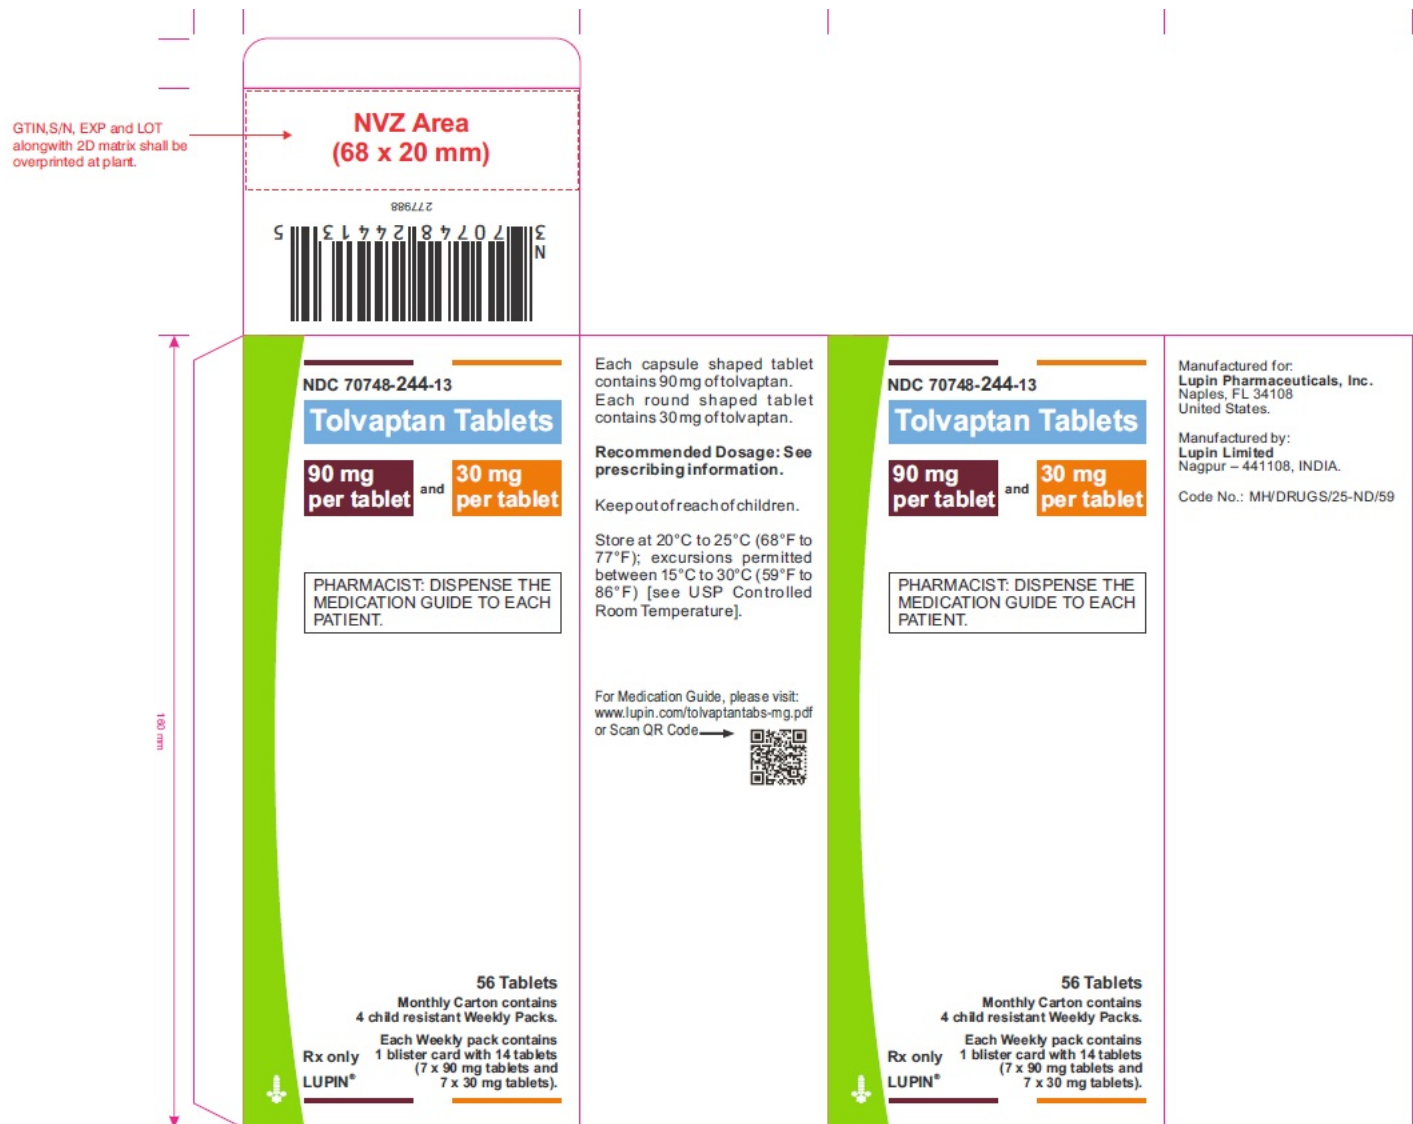 GTIN,S/N, EXP and LOT
alongwith 2D matrix shall be
overprinted at plant.
NVZ Area
(68 x 20 mm)
277988
N
3 70748 24413 5
160 mm
NDC 70748-244-13
Tolvaptan Tablets
90 mg
per tablet
and
30 mg
per tablet
PHARMACIST: DISPENSE THE
MEDICATION GUIDE TO EACH
PATIENT.
56 Tablets
Monthly Carton contains
4 child resistant Weekly Packs.
Each Weekly pack contains
1 blister card with 14 tablets
(7 x 90 mg tablets and
7 x 30 mg tablets).
Rx only
LUPIN®
Each capsule shaped tablet
contains 90 mg of tolvaptan.
Each round shaped tablet
contains 30 mg of tolvaptan.
Recommended Dosage: See
prescribing information.
Keep out of reach of children.
Store at 20°C to 25°C (68°F to
77°F); excursions permitted
between 15°C to 30°C (59°F to
86°F) [see USP Controlled
Room Temperature].
For Medication Guide, please visit:
www.lupin.com/tolvaptantabs-mg.pdf
or Scan QR Code
NDC 70748-244-13
Tolvaptan Tablets
90 mg
per tablet
and
30 mg
per tablet
PHARMACIST: DISPENSE THE
MEDICATION GUIDE TO EACH
PATIENT.
56 Tablets
Monthly Carton contains
4 child resistant Weekly Packs.
Each Weekly pack contains
1 blister card with 14 tablets
(7 x 90 mg tablets and
7 x 30 mg tablets).
Rx only
LUPIN®
Manufactured for:
Lupin Pharmaceuticals, Inc.
Naples, FL 34108
United States.
Manufactured by:
Lupin Limited
Nagpur – 441108, INDIA.
Code No.: MH/DRUGS/25-ND/59